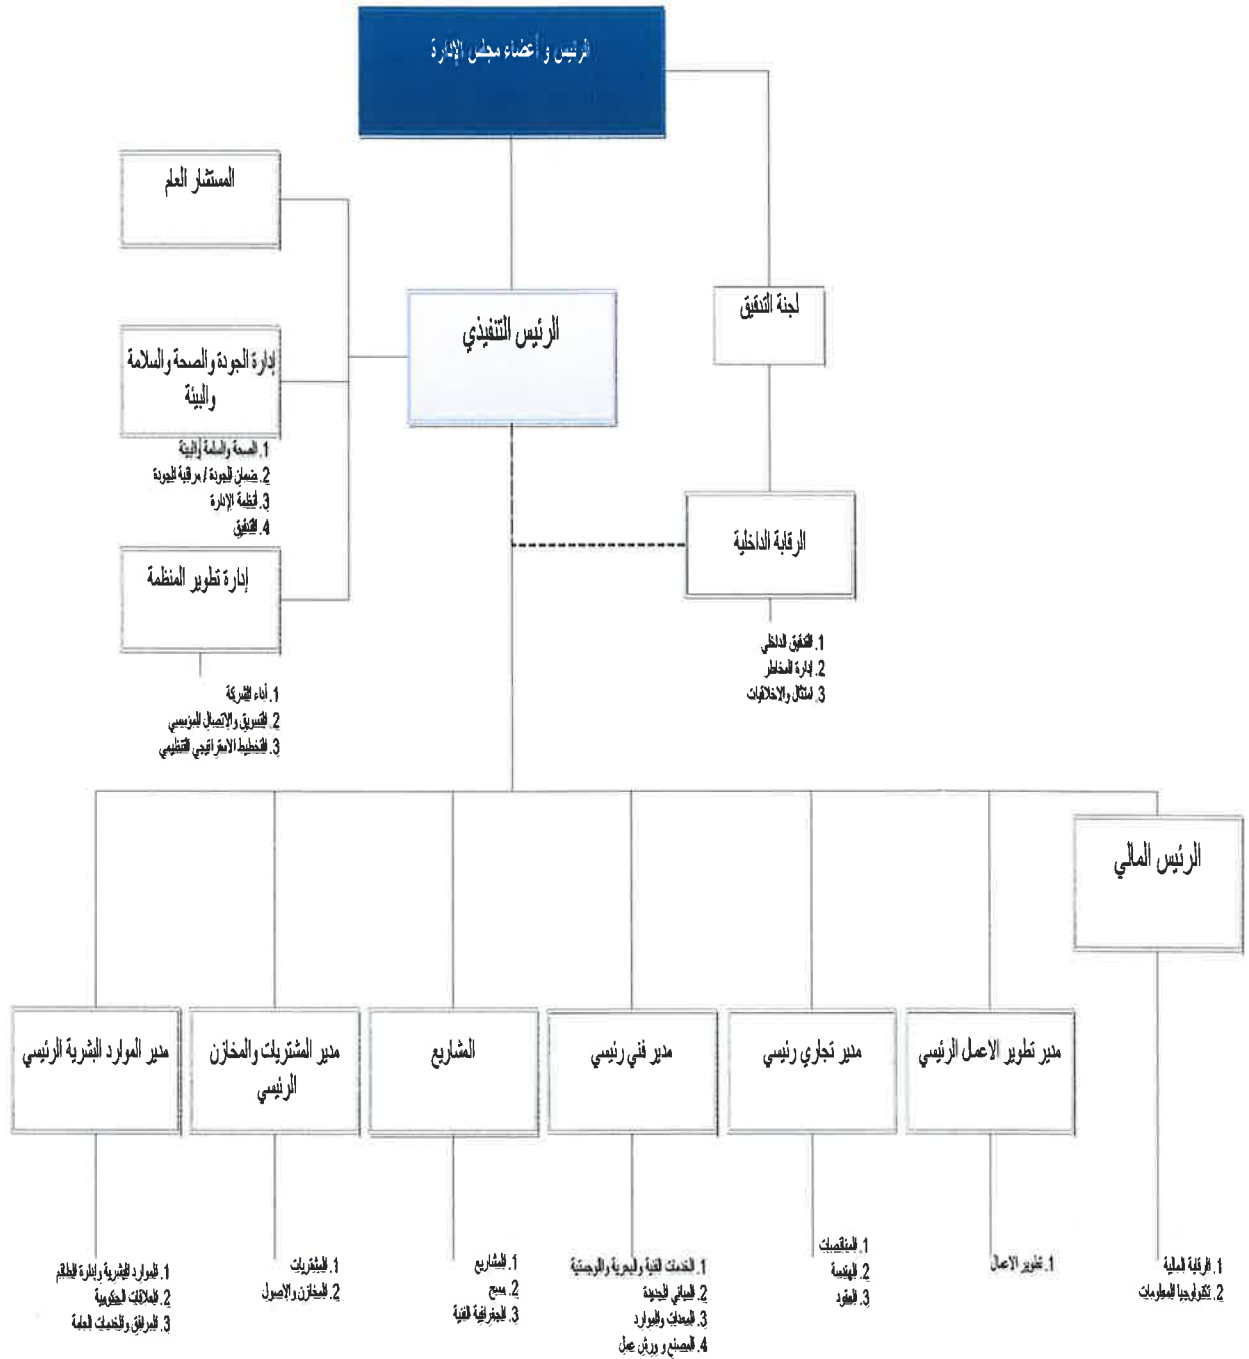 الرئيس و أعضاء مجلس الإدارة
المستشار العام
الرئيس التنفيذي
لجنة التدقيق
إدارة الجودة والصحة والسلامة
والبيئة
1. الصحة والسلامة والبيئة
2. ضمان الجودة / مراقبة الجودة
3. أنظمة الإدارة
4. التدقيق
الرقابة الداخلية
1. التدقيق الداخلي
2. إدارة المخاطر
3. امتثال والاخلاقيات
إدارة تطوير المنظمة
1. أداء الشركة
2. التسويق والاتصال المؤسسي
3. التخطيط الاستراتيجي التنظيمي
الرئيس المالي
1. الرقابة المالية
2. تكنولوجيا المعلومات
مدير تطوير الاعمل الرئيسي
1. تطوير الاعمال
مدير تجاري رئيسي
1. المناقصات
2. الهندسة
3. العقود
مدير فني رئيسي
1. الخدمات الفنية والبحرية واللوجستية
2. المباني الجديدة
3. المعدات والموارد
4. المصنع و ورش عمل
المشاريع
1. المشاريع
2. مسح
3. الجغرافية الفنية
مدير المشتريات والمخازن
الرئيسي
1. المشتريات
2. المخازن والاصول
مدير الموارد البشرية الرئيسي
1. الموارد البشرية وإدارة الطاقم
2. العلاقات الحكومية
3. المرافق والخدمات العامة